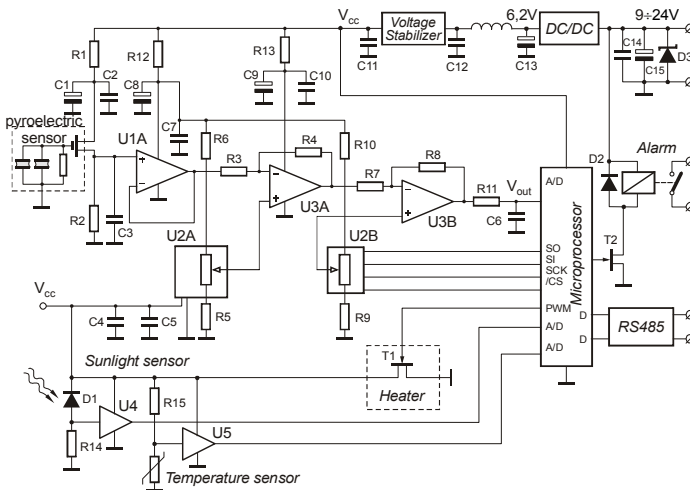 V cc
Voltage
Stabilizer
6,2V
DC/DC
9÷24V
R1
R12
R13
C11
C12
C13
C14
C15
D3
C1
C2
C8
C9
C10
pyroelectric
sensor
U1A
C7
R6
R4
R10
R3
R7
R8
D2
Alarm
R2
C3
U3A
U3B
R11
V out
C6
A/D
U2A
U2B
SO
SI
SCK
/CS
Microprocessor
T2
V cc
C4
C5
R5
R9
PWM
A/D
A/D
D
D
RS485
Sunlight sensor
T1
Heater
D1
U4
R15
U5
R14
Temperature sensor